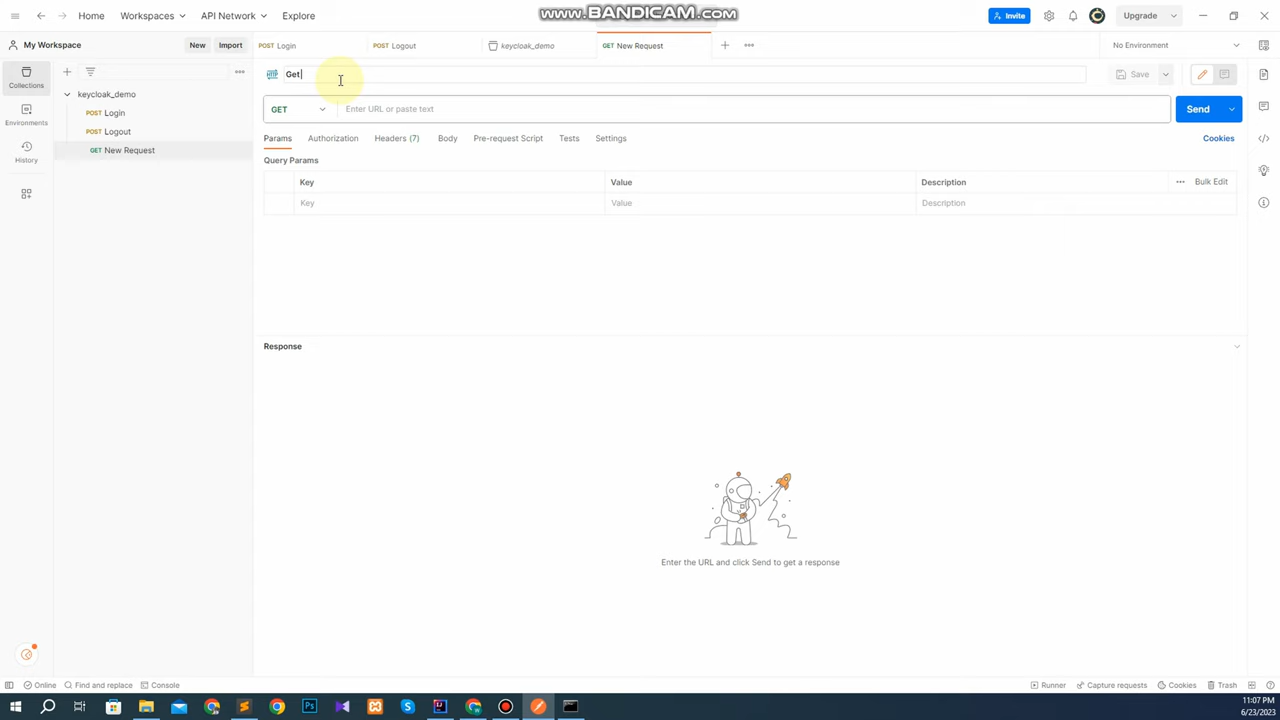 www.BANDICAM.com
Home Workspaces API Network Explore Invite Upgrade
My Workspace New Import POST Login POST Logout keycloak_demo GET New Request No Environment
Collections
Environments
History
keycloak_demo
POST Login
POST Logout
GET New Request
HTTP Get Save
GET Enter URL or paste text Send
Params Authorization Headers (7) Body Pre-request Script Tests Settings Cookies
Query Params
Key Value Description Bulk Edit
Key Value Description
Response
Enter the URL and click Send to get a response
Online Find and replace Console Runner Capture requests Cookies Trash
11:07 PM
6/23/2023